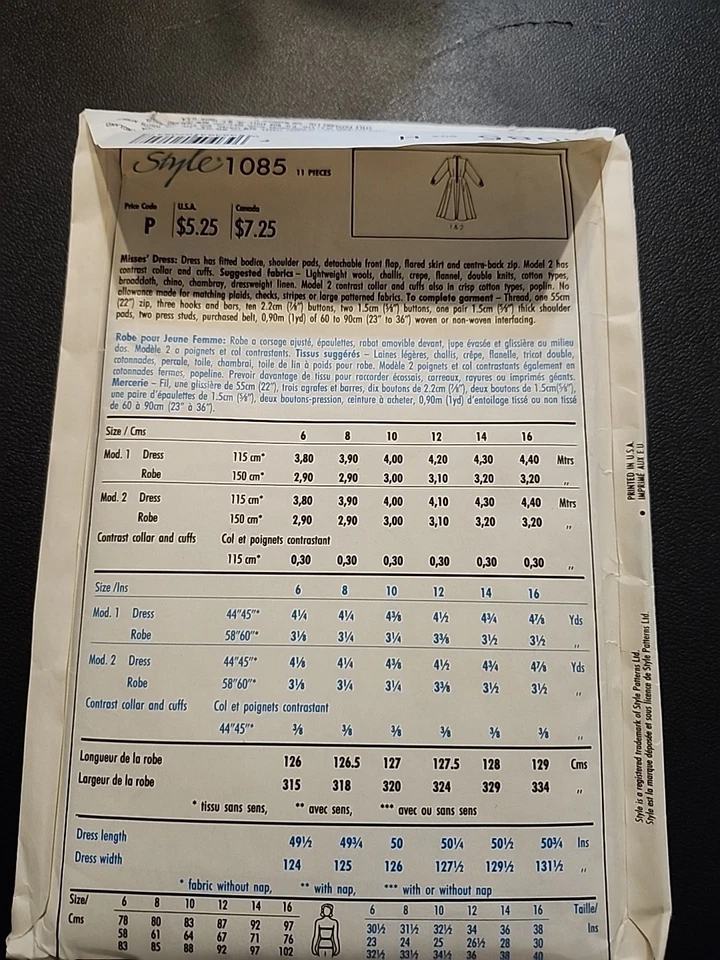 Style 1085 11 PIECES
Price Code U.S.A. Canada
P $5.25 $7.25
1&2
Misses' Dress: Dress has fitted bodice, shoulder pads, detachable front flap, flared skirt and centre-back zip. Model 2 has
contrast collar and cuffs. Suggested fabrics – Lightweight wools, challis, crepe, flannel, double knits, cotton types,
broadcloth, chino, chambray, dressweight linen. Model 2 contrast collar and cuffs also in crisp cotton types, poplin. No
allowance made for matching plaids, checks, stripes or large patterned fabrics. To complete garment – Thread, one 55cm
(22") zip, three hooks and bars, ten 2.2cm (⅞") buttons, two 1.5cm (⅝") buttons, one pair 1.5cm (⅝") thick shoulder
pads, two press studs, purchased belt, 0,90m (1yd) of 60 to 90cm (23" to 36") woven or non-woven interfacing.
Robe pour Jeune Femme: Robe a corsage ajusté, épaulettes, rabat amovible devant, jupe évasée et glissière au milieu
dos. Modèle 2 a poignets et col contrastants. Tissus suggérés – Laines légères, challis, crêpe, flanelle, tricot double,
cotonnades, percale, toile, chambrai, toile de lin à poids pour robe. Modèle 2 poignets et col contrastants également en
cotonnades fermes, popeline. Prevoir davantage de tissu pour racorder écossais, carreaux, rayures ou imprimés géants.
Mercerie – Fil, une glissière de 55cm (22"), trois agrafes et barres, dix boutons de 2.2cm (⅞"), deux boutons de 1.5cm(⅝"),
une paire d'épaulettes de 1.5cm (⅝"), deux boutons-pression, ceinture à acheter, 0,90m (1yd) d'entoilage tissé ou non tissé
de 60 à 90cm (23" à 36").
Size / Cms 6 8 10 12 14 16
Mod. 1 Dress 115 cm* 3,80 3,90 4,00 4,20 4,30 4,40 Mtrs
Robe 150 cm* 2,90 2,90 3,00 3,10 3,20 3,20 ,,
Mod. 2 Dress 115 cm* 3,80 3,90 4,00 4,10 4,30 4,40 Mtrs
Robe 150 cm* 2,90 2,90 3,00 3,10 3,20 3,20 ,,
Contrast collar and cuffs Col et poignets contrastant
115 cm* 0,30 0,30 0,30 0,30 0,30 0,30 ,,
Size /Ins 6 8 10 12 14 16
Mod. 1 Dress 44"45"* 4¼ 4¼ 4⅜ 4½ 4¾ 4⅞ Yds
Robe 58"60"* 3⅛ 3¼ 3¼ 3⅜ 3½ 3½ ,,
Mod. 2 Dress 44"45"* 4⅛ 4¼ 4⅜ 4½ 4¾ 4⅞ Yds
Robe 58"60"* 3⅛ 3¼ 3¼ 3⅜ 3½ 3½ ,,
Contrast collar and cuffs Col et poignets contrastant
44"45"* ⅜ ⅜ ⅜ ⅜ ⅜ ⅜ ,,
Longueur de la robe 126 126.5 127 127.5 128 129 Cms
Largeur de la robe 315 318 320 324 329 334 ,,
* tissu sans sens, ** avec sens, *** avec ou sans sens
Dress length 49½ 49¾ 50 50¼ 50½ 50¾ Ins
Dress width 124 125 126 127½ 129½ 131½ ,,
* fabric without nap, ** with nap, *** with or without nap
Size/ 6 8 10 12 14 16 6 8 10 12 14 16 Taille/
Cms 78 80 83 87 92 97 30½ 31½ 32½ 34 36 38 Ins
58 61 64 67 71 76 23 24 25 26½ 28 30
83 85 88 92 97 102 32½ 33½ 34½ 36 38 40
● PRINTED IN U.S.A.
IMPRIMÉ AUX E.U.
Style is a registered trademark of Style Patterns Ltd.
Style est la marque déposée et sous licence de Style Patterns Ltd.